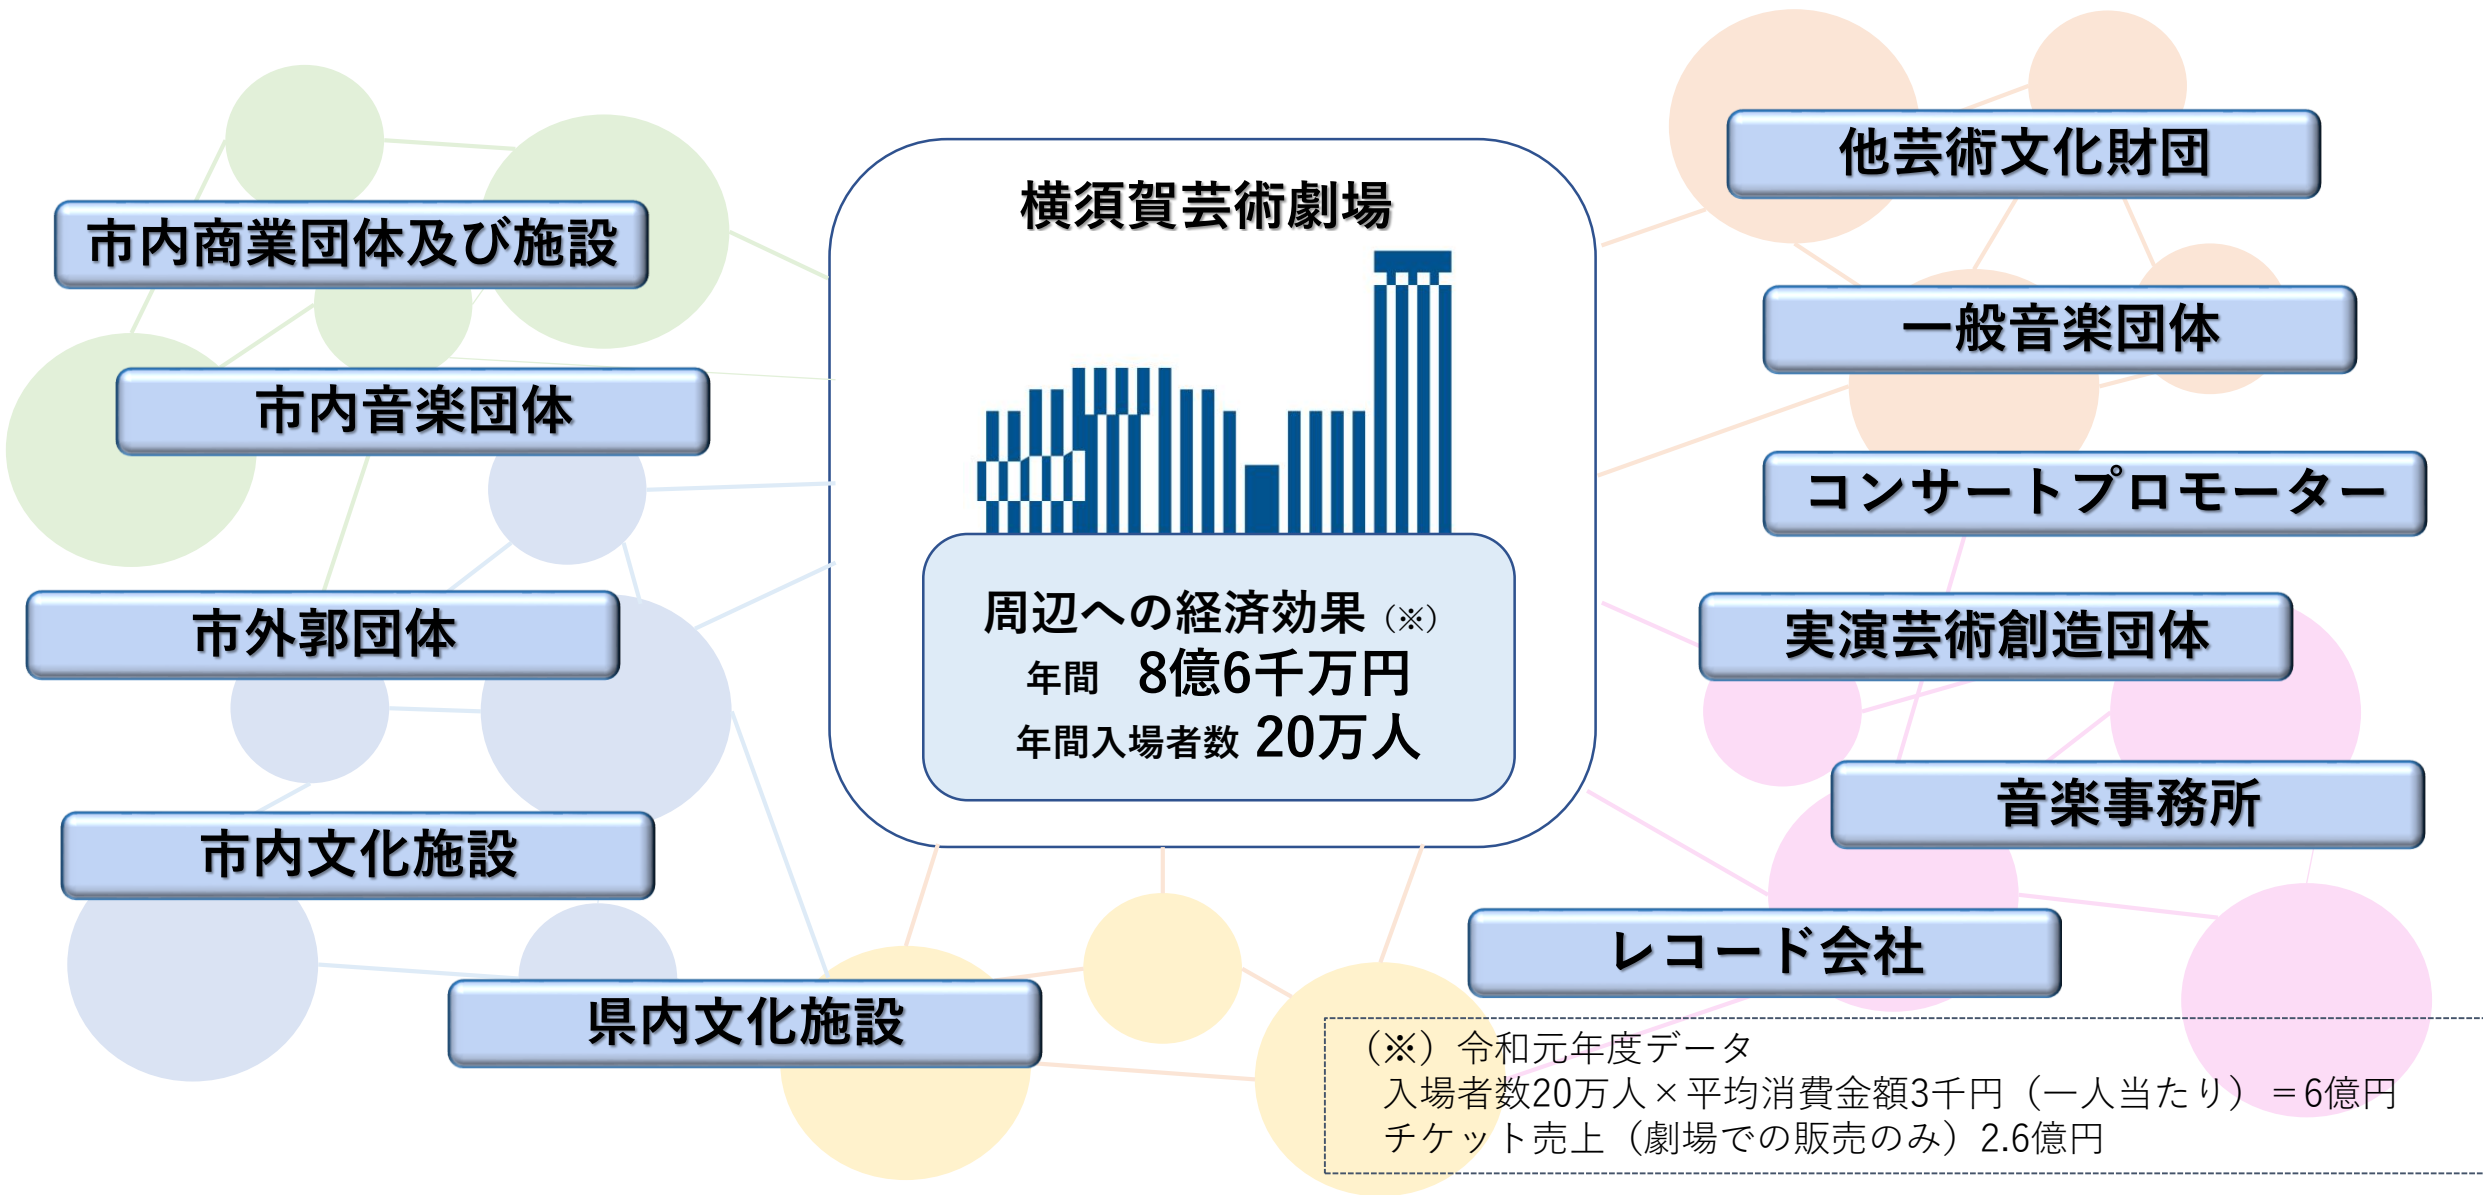 横須賀芸術劇場
周辺への経済効果（※）
年間 8億6千万円
年間入場者数 20万人
市内商業団体及び施設
市内音楽団体
市外郭団体
市内文化施設
県内文化施設
他芸術文化財団
一般音楽団体
コンサートプロモーター
実演芸術創造団体
音楽事務所
レコード会社
（※）令和元年度データ
入場者数20万人×平均消費金額3千円（一人当たり）＝6億円
チケット売上（劇場での販売のみ）2.6億円